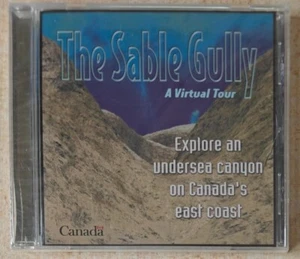 The Sable Gully
A Virtual Tour
Explore an
undersea canyon
on Canada's
east coast
Canada